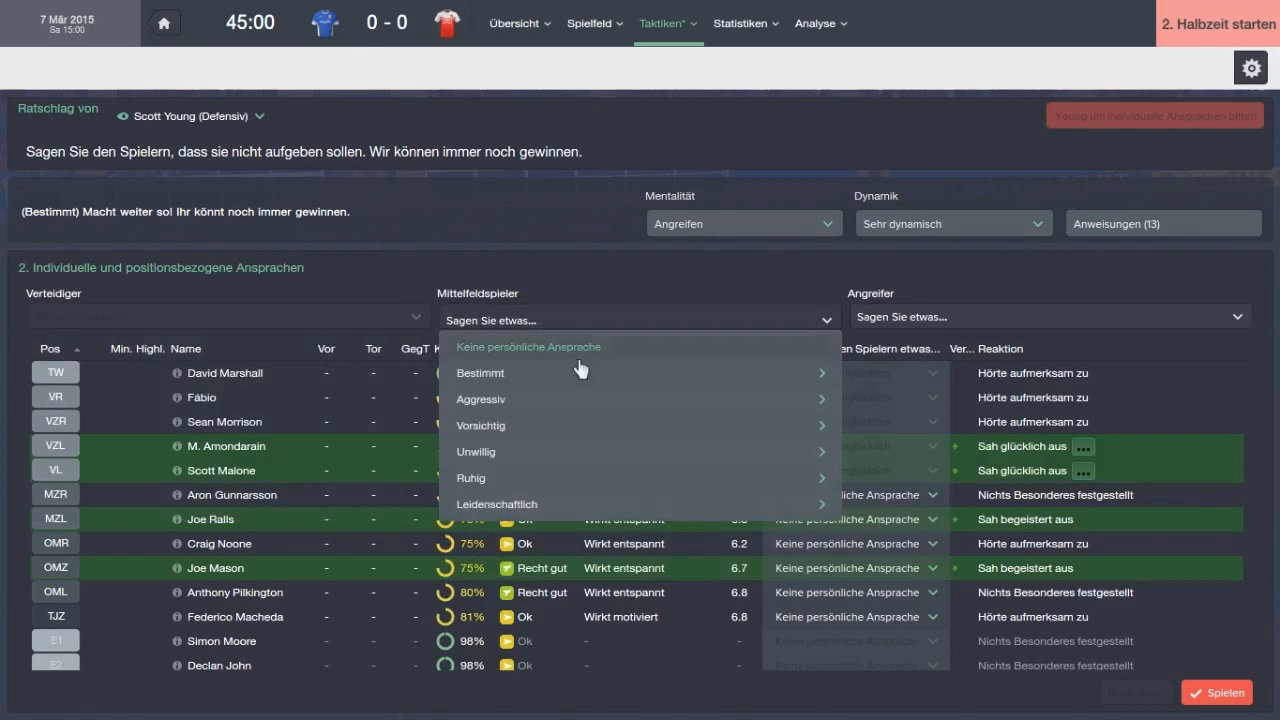 7 Mär 2015
Sa 15:00
45:00
0 - 0
Übersicht
Spielfeld
Taktiken*
Statistiken
Analyse
2. Halbzeit starten
Ratschlag von
Scott Young (Defensiv)
Young um individuelle Ansprachen bitten
Sagen Sie den Spielern, dass sie nicht aufgeben sollen. Wir können immer noch gewinnen.
Mentalität
Dynamik
(Bestimmt) Macht weiter so! Ihr könnt noch immer gewinnen.
Angreifen
Sehr dynamisch
Anweisungen (13)
2. Individuelle und positionsbezogene Ansprachen
Verteidiger
Mittelfeldspieler
Angreifer
Sagen Sie etwas...
Sagen Sie etwas...
Keine persönliche Ansprache
Bestimmt
Aggressiv
Vorsichtig
Unwillig
Ruhig
Leidenschaftlich
Pos Min. Highl. Name Vor Tor GegT K en Spielern etwas... Ver... Reaktion
TW David Marshall - - - Hörte aufmerksam zu
VR Fábio - - - Hörte aufmerksam zu
VZR Sean Morrison - - - Hörte aufmerksam zu
VZL M. Amondarain - - - Sah glücklich aus ...
VL Scott Malone - - - Sah glücklich aus ...
MZR Aron Gunnarsson - - - liche Ansprache Nichts Besonderes festgestellt
MZL Joe Ralls - - - Ok Wirkt entspannt Keine persönliche Ansprache Sah begeistert aus
OMR Craig Noone - - - 75% Ok Wirkt entspannt 6.2 Keine persönliche Ansprache Hörte aufmerksam zu
OMZ Joe Mason - - - 75% Recht gut Wirkt entspannt 6.7 Keine persönliche Ansprache Sah begeistert aus
OML Anthony Pilkington - - - 80% Recht gut Wirkt entspannt 6.8 Keine persönliche Ansprache Nichts Besonderes festgestellt
TJZ Federico Macheda - - - 81% Ok Wirkt motiviert 6.8 Keine persönliche Ansprache Hörte aufmerksam zu
E1 Simon Moore - - - 98% Ok - - Keine persönliche Ansprache Nichts Besonderes festgestellt
E2 Declan John - - - 98% Ok - - Keine persönliche Ansprache Nichts Besonderes festgestellt
Spielen